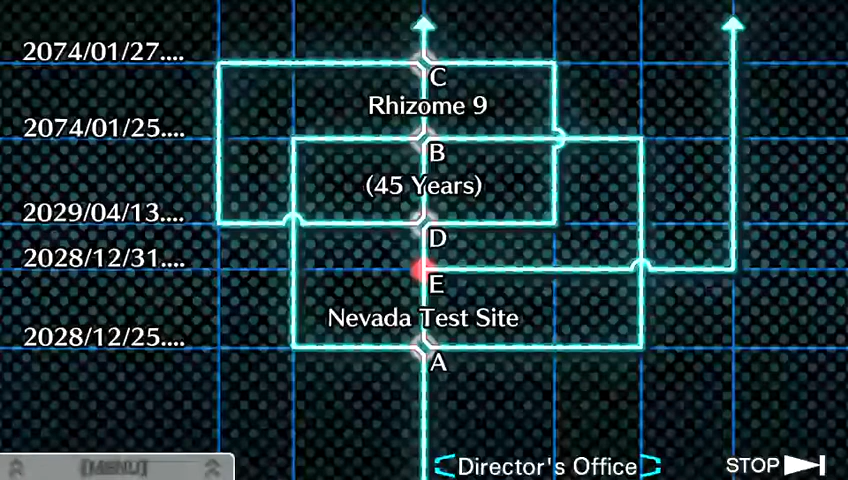 2074/01/27....
C
Rhizome 9
2074/01/25....
B
(45 Years)
2029/04/13....
D
2028/12/31....
E
Nevada Test Site
2028/12/25....
A
[MENU]
Director's Office
STOP